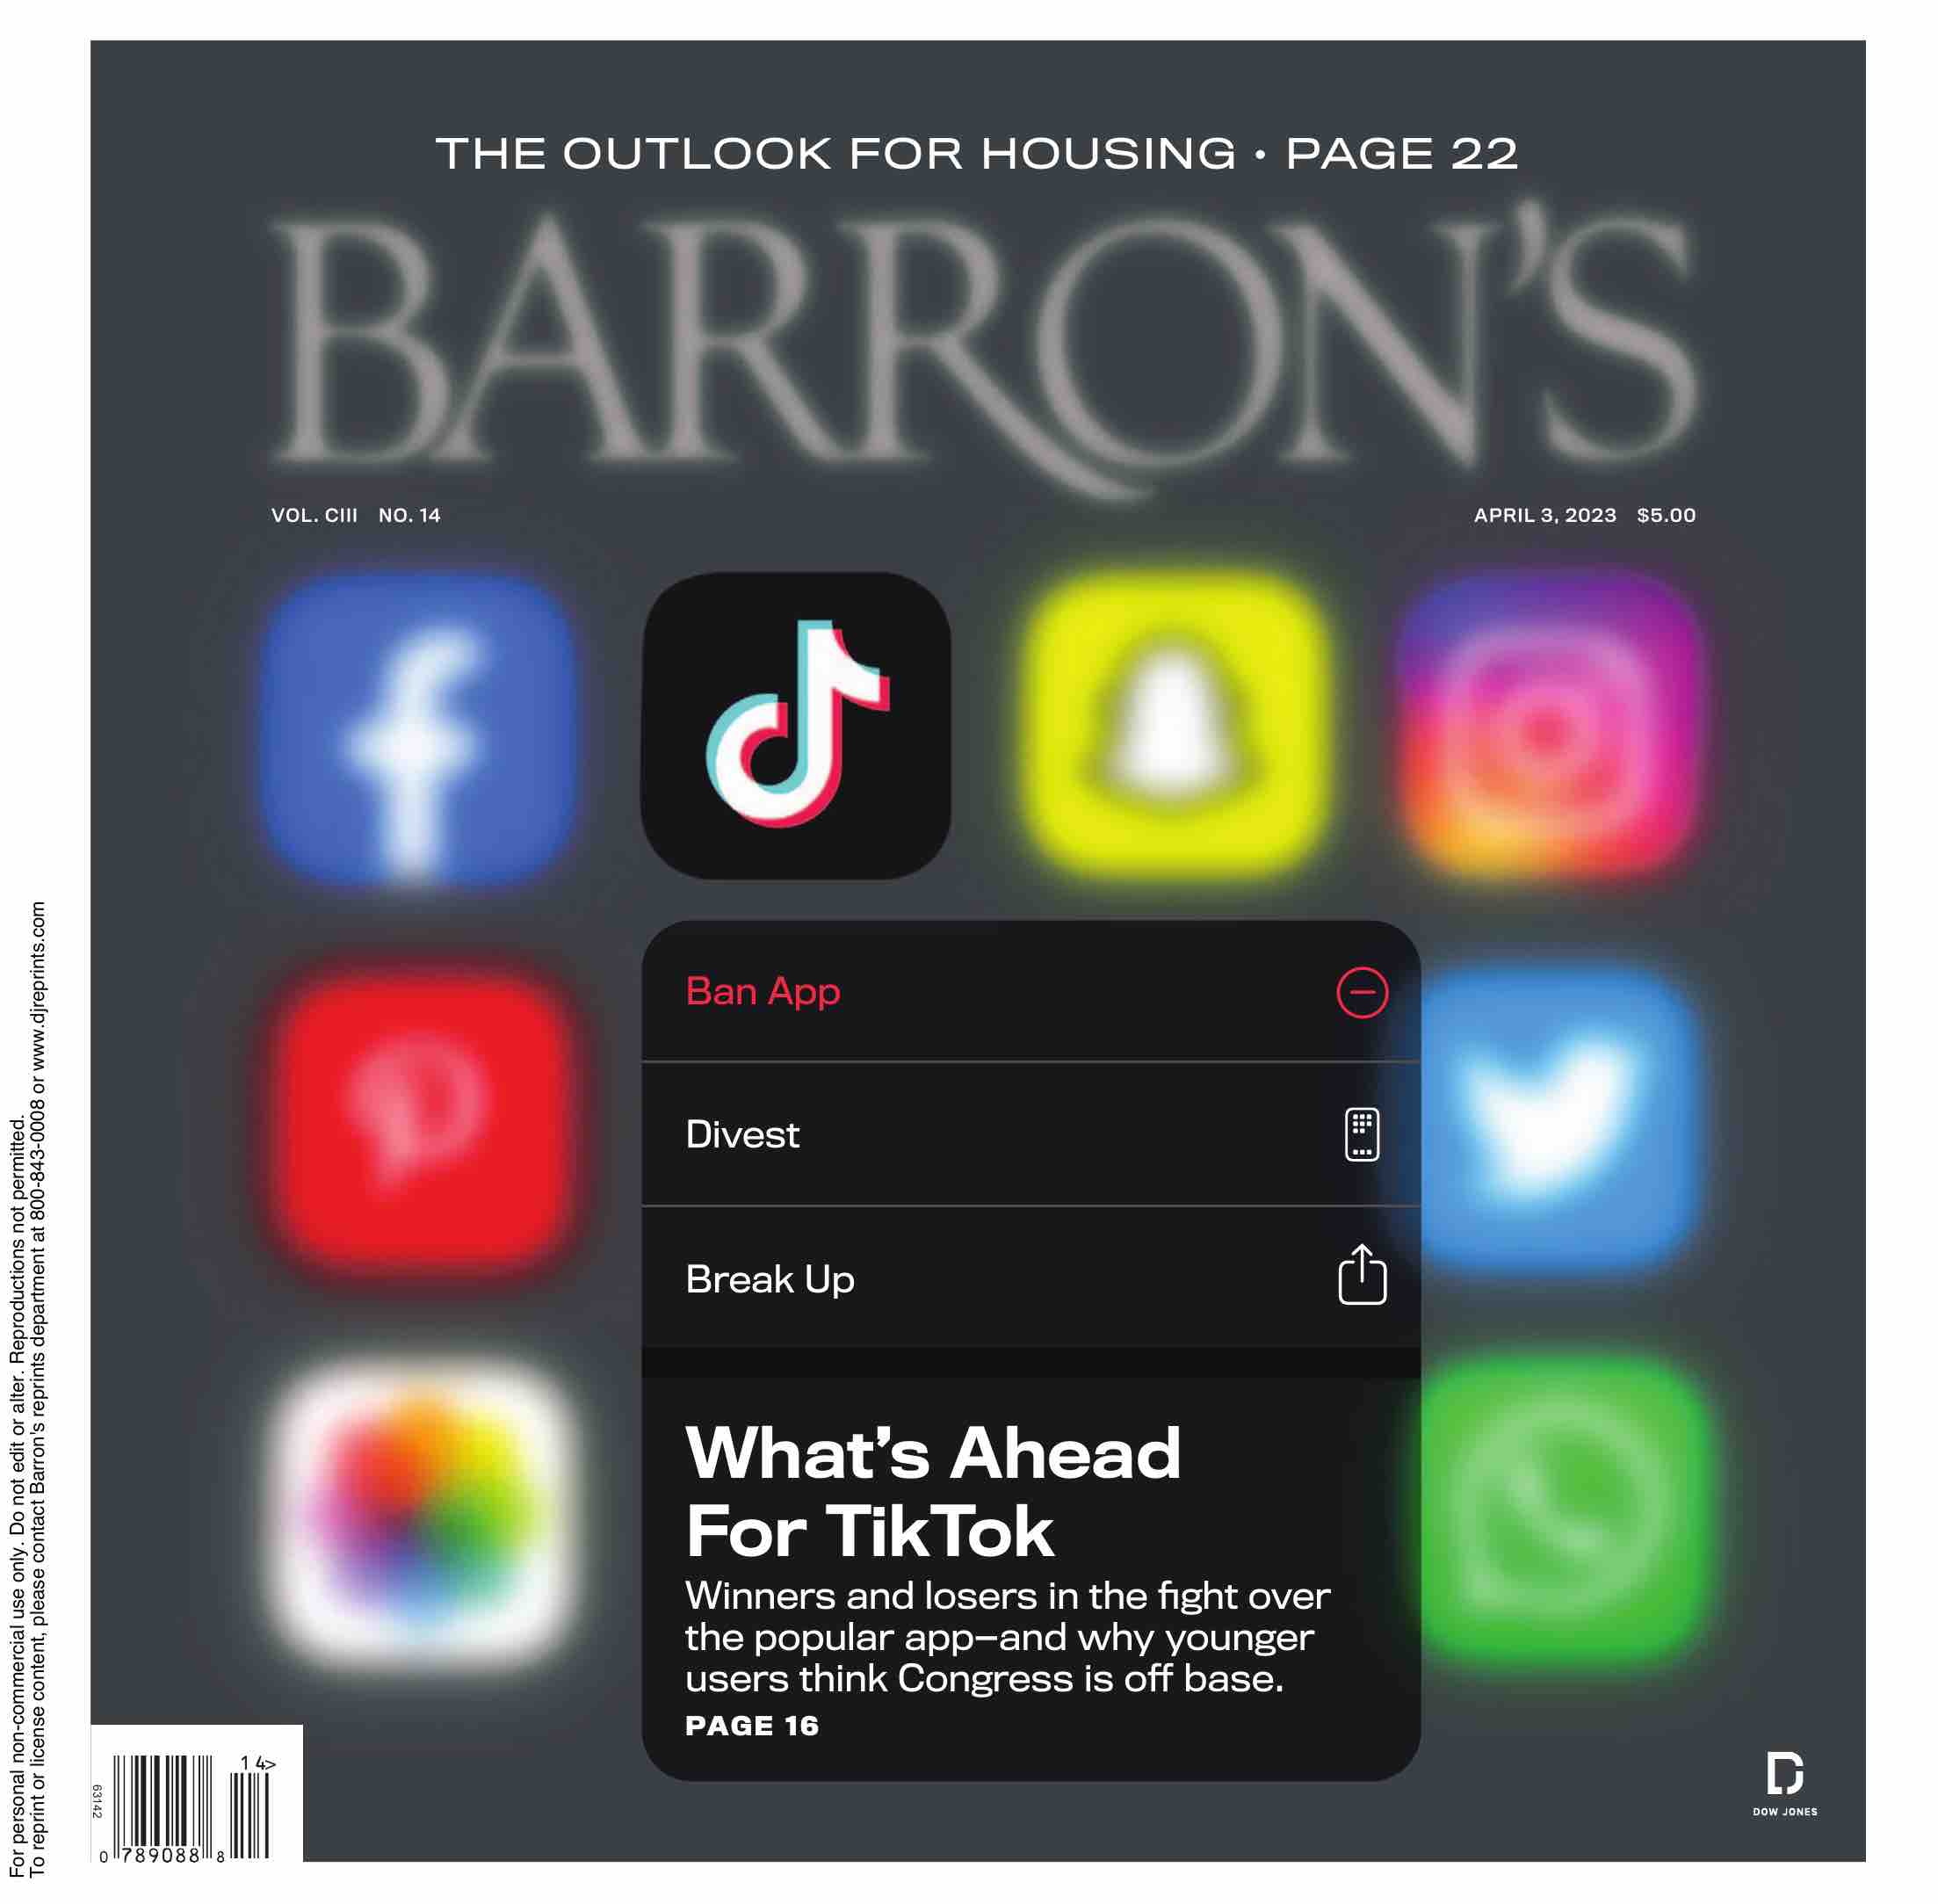 THE OUTLOOK FOR HOUSING • PAGE 22
BARRON'S
VOL. CIII NO. 14
APRIL 3, 2023 $5.00
Ban App
Divest
Break Up
What's Ahead
For TikTok
Winners and losers in the fight over
the popular app–and why younger
users think Congress is off base.
PAGE 16
For personal non-commercial use only. Do not edit or alter. Reproductions not permitted.
To reprint or license content, please contact Barron's reprints department at 800-843-0008 or www.djreprints.com
63142
14>
0 789088 8
DOW JONES